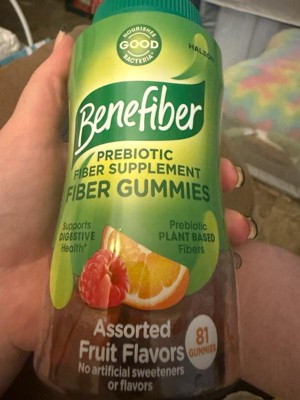 NOURISHES
GOOD
BACTERIA*
HALEON
Benefiber
PREBIOTIC
FIBER SUPPLEMENT
FIBER GUMMIES
Supports
DIGESTIVE
Health*
Prebiotic
PLANT BASED
Fibers
Assorted
Fruit Flavors
81
GUMMIES
No artificial sweeteners
or flavors